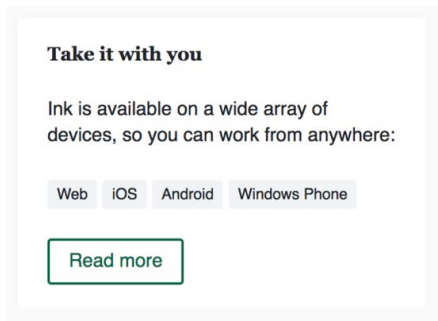 Take it with you
Ink is available on a wide array of
devices, so you can work from anywhere:
Web iOS Android Windows Phone
Read more